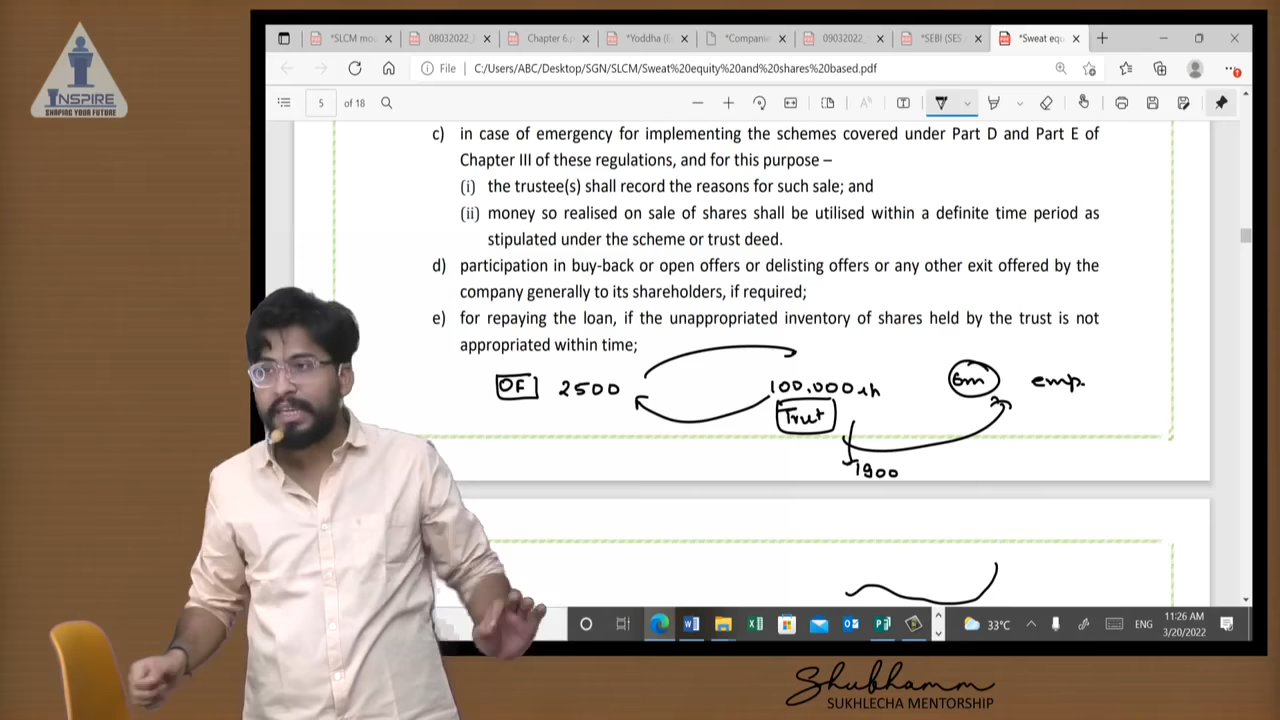 INSPIRE
SHAPING YOUR FUTURE
*SLCM mo
08032022_
Chapter 6.p
*Yoddha (E
*Companie
09032022_
*SEBI (SES
*Sweat equ
File
C:/Users/ABC/Desktop/SGN/SLCM/Sweat%20equity%20and%20shares%20based.pdf
5 of 18
c) in case of emergency for implementing the schemes covered under Part D and Part E of
Chapter III of these regulations, and for this purpose –
(i) the trustee(s) shall record the reasons for such sale; and
(ii) money so realised on sale of shares shall be utilised within a definite time period as
stipulated under the scheme or trust deed.
d) participation in buy-back or open offers or delisting offers or any other exit offered by the
company generally to its shareholders, if required;
e) for repaying the loan, if the unappropriated inventory of shares held by the trust is not
appropriated within time;
OF 2500 100,000 sh 6m emp.
Trust
1900
33°C
ENG
11:26 AM
3/20/2022
Shubhamm
SUKHLECHA MENTORSHIP